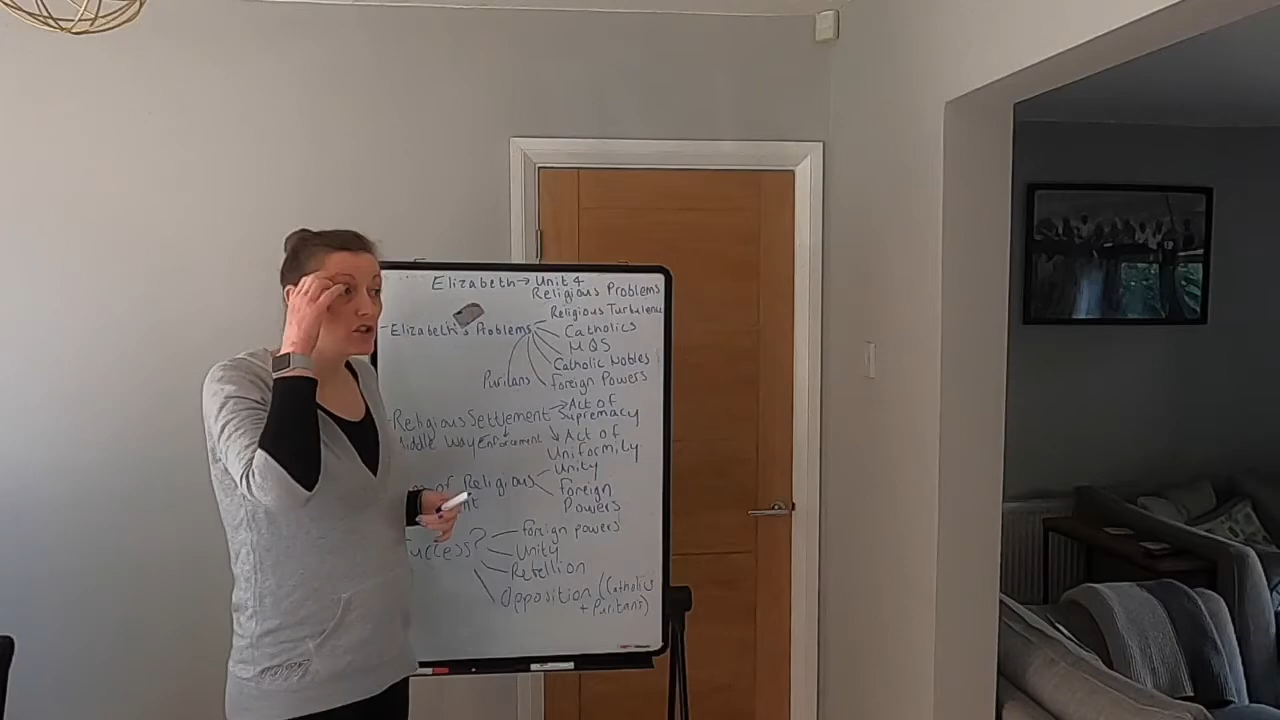 Elizabeth → Unit 4
Religious Problems
- Elizabeth's Problems
Religious Turbulence
Catholics
MQS
Catholic Nobles
Foreign Powers
Puritans
- Religious Settlement → Act of Supremacy
Middle Way Enforcement
↓ Act of Uniformity
of Religious
Unity
Foreign Powers
Success?
foreign powers
Unity
Rebellion
Opposition (Catholics
+ Puritans)